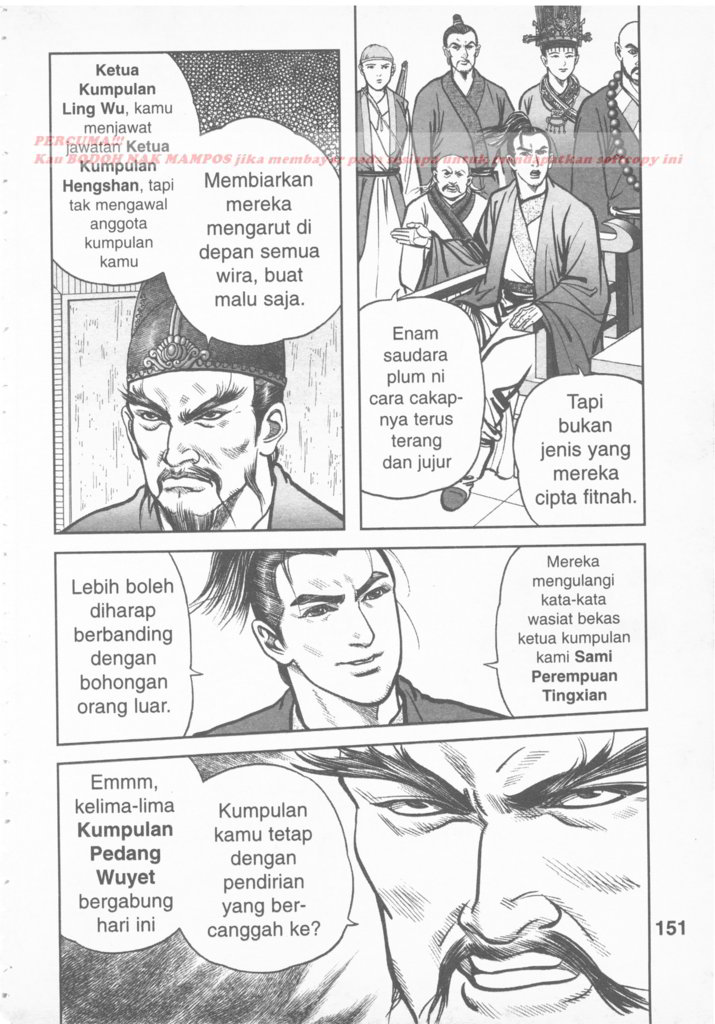 Ketua
Kumpulan
Ling Wu, kamu
menjawat
jawatan Ketua
Kumpulan
Hengshan, tapi
tak mengawal
anggota
kumpulan
kamu
Membiarkan
mereka
mengarut di
depan semua
wira, buat
malu saja.
PERCUMA!!!
Kau BODOH NAK MAMPOS jika membayar pada sesiapa untuk mendapatkan softcopy ini
Enam
saudara
plum ni
cara cakap-
nya terus
terang
dan jujur
Tapi
bukan
jenis yang
mereka
cipta fitnah.
Lebih boleh
diharap
berbanding
dengan
bohongan
orang luar.
Mereka
mengulangi
kata-kata
wasiat bekas
ketua kumpulan
kami Sami
Perempuan
Tingxian
Emmm,
kelima-lima
Kumpulan
Pedang
Wuyet
bergabung
hari ini
Kumpulan
kamu tetap
dengan
pendirian
yang ber-
canggah ke?
151